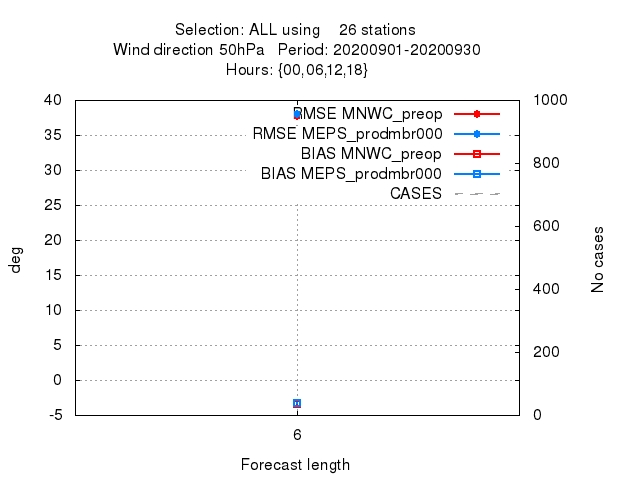 Selection: ALL using 26 stations
Wind direction 50hPa Period: 20200901-20200930
Hours: {00,06,12,18}
40 1000
RMSE MNWC_preop
35
RMSE MEPS_prodmbr000
BIAS MNWC_preop
800
30
BIAS MEPS_prodmbr000
CASES
25
600
20
deg
No cases
15
400
10
5
200
0
-5 0
6
Forecast length